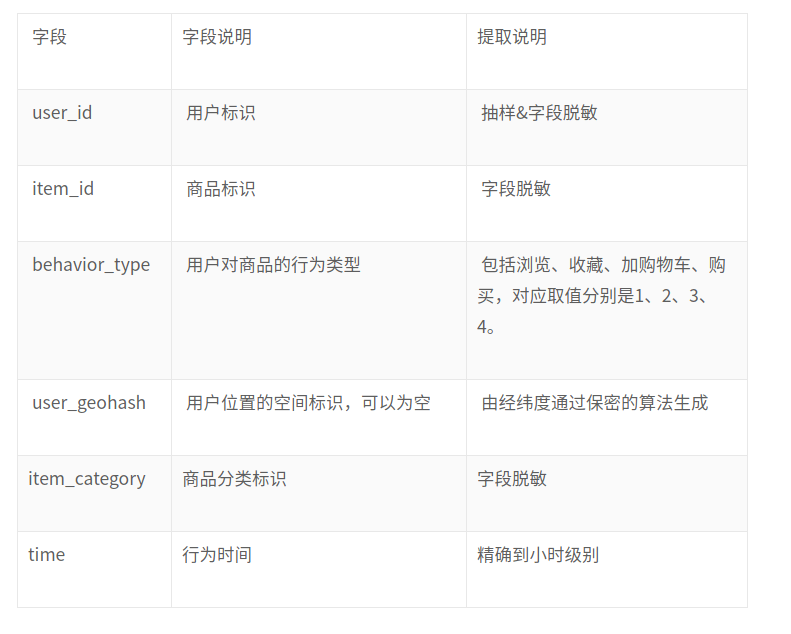 字段 字段说明 提取说明
user_id 用户标识 抽样&字段脱敏
item_id 商品标识 字段脱敏
behavior_type 用户对商品的行为类型 包括浏览、收藏、加购物车、购
买，对应取值分别是1、2、3、
4。
user_geohash 用户位置的空间标识，可以为空 由经纬度通过保密的算法生成
item_category 商品分类标识 字段脱敏
time 行为时间 精确到小时级别